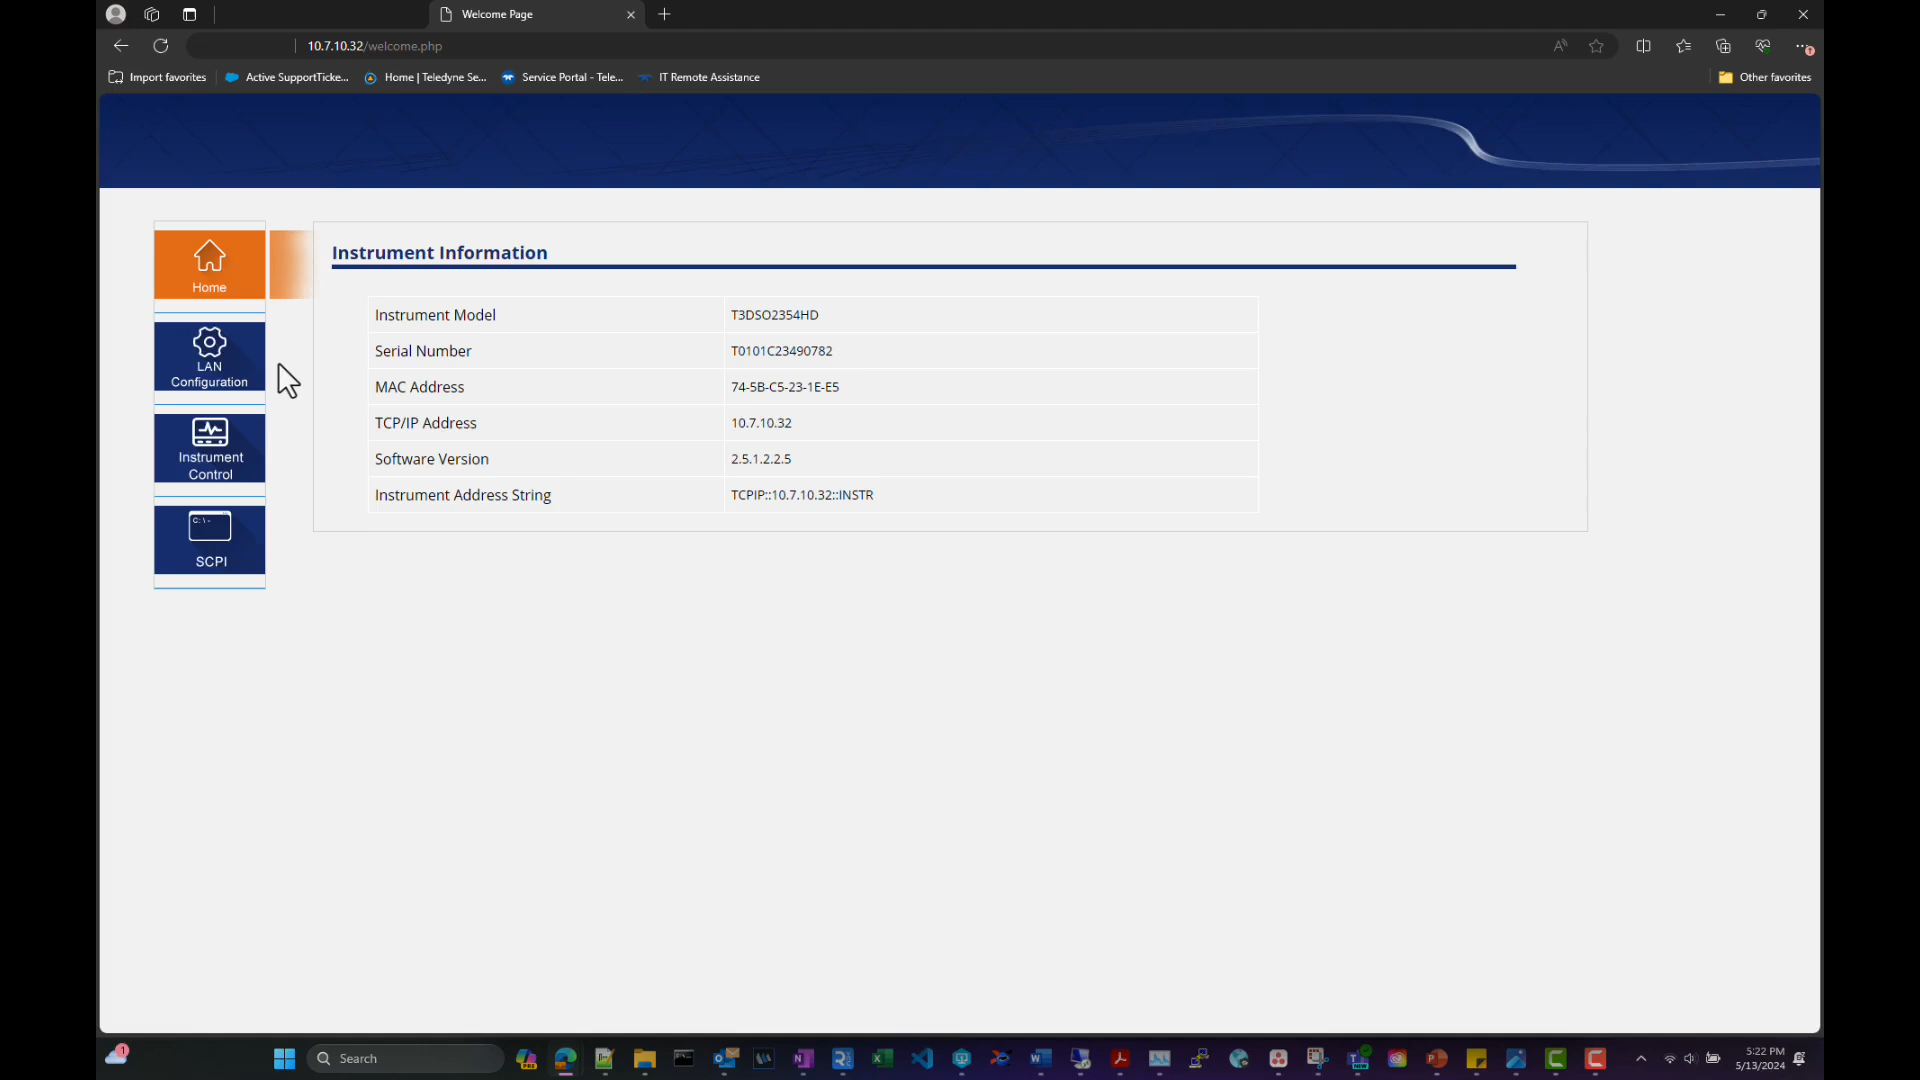 Welcome Page
10.7.10.32/welcome.php
Import favorites
Active SupportTicke...
Home | Teledyne Se...
Service Portal - Tele...
IT Remote Assistance
Other favorites
Home
LAN
Configuration
Instrument
Control
C:\-
SCPI
Instrument Information
Instrument Model T3DSO2354HD
Serial Number T0101C23490782
MAC Address 74-5B-C5-23-1E-E5
TCP/IP Address 10.7.10.32
Software Version 2.5.1.2.2.5
Instrument Address String TCPIP::10.7.10.32::INSTR
1
Search
PRE
5:22 PM
5/13/2024